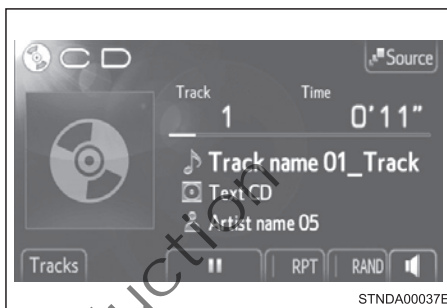 CD
Source
Track
Time
1
0'11"
Track name 01_Track
Text CD
Artist name 05
Tracks
RPT
RAND
uction
STNDA00037E